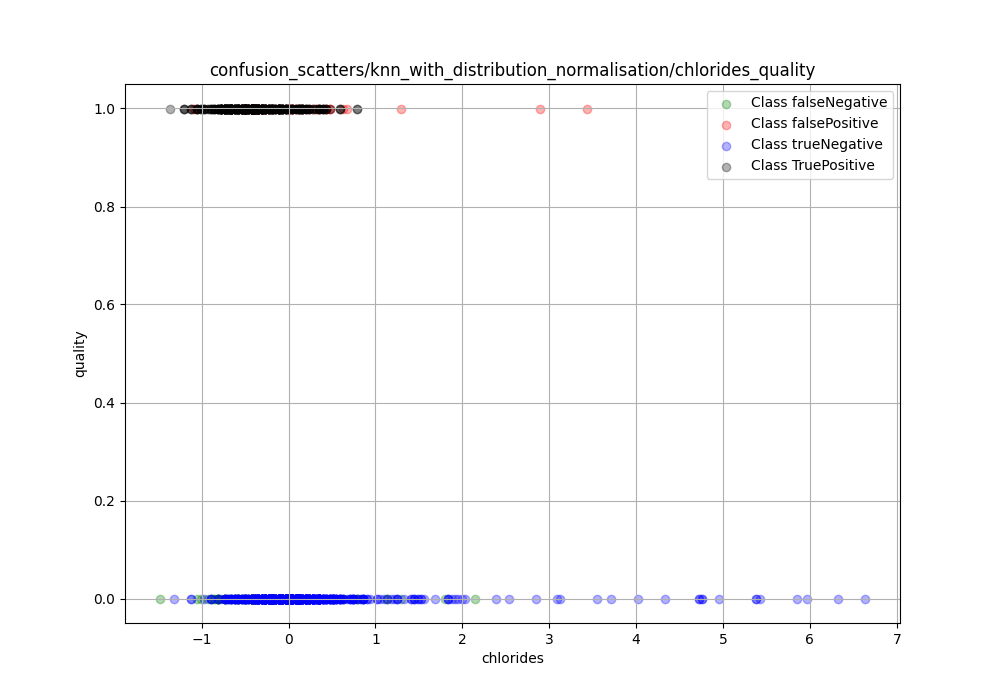 confusion_scatters/knn_with_distribution_normalisation/chlorides_quality
1.0
0.8
0.6
0.4
0.2
0.0
quality
Class falseNegative
Class falsePositive
Class trueNegative
Class TruePositive
−1 0 1 2 3 4 5 6 7
chlorides